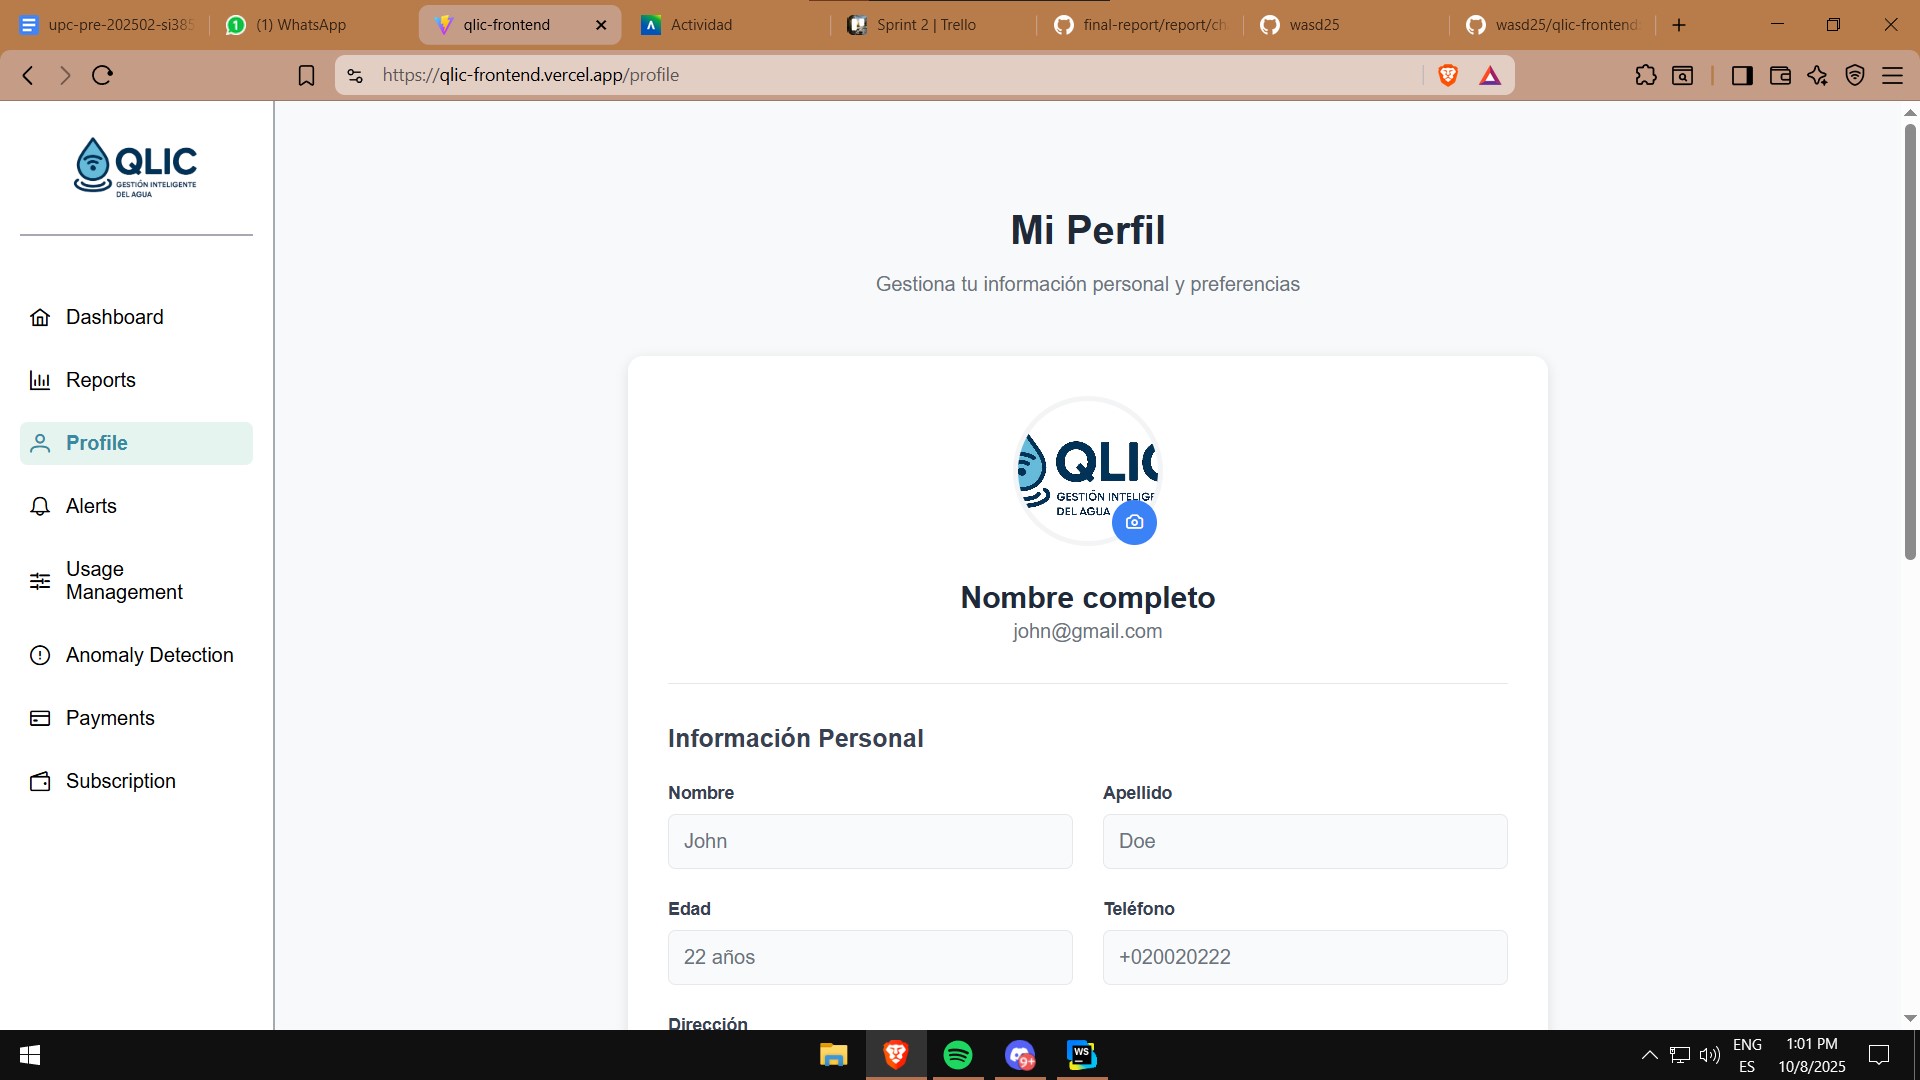 upc-pre-202502-si385
(1) WhatsApp
qlic-frontend
Actividad
Sprint 2 | Trello
final-report/report/ch
wasd25
wasd25/qlic-frontend
https://qlic-frontend.vercel.app/profile
QLIC
GESTIÓN INTELIGENTE
DEL AGUA
Dashboard
Reports
Profile
Alerts
Usage
Management
Anomaly Detection
Payments
Subscription
Mi Perfil
Gestiona tu información personal y preferencias
QLIC
GESTIÓN INTELIGE
DEL AGUA
Nombre completo
john@gmail.com
Información Personal
Nombre
Apellido
John
Doe
Edad
Teléfono
22 años
+020020222
Dirección
9+
WS
ENG
ES
1:01 PM
10/8/2025